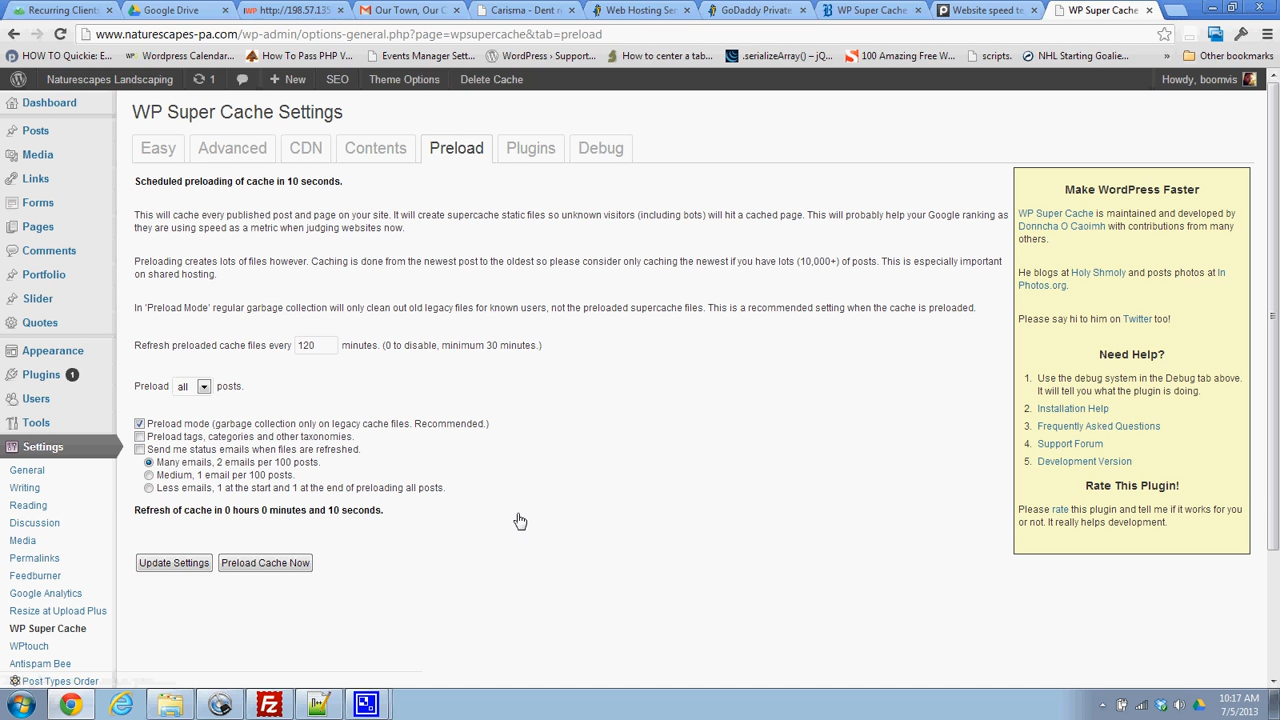 Recurring Clients
Google Drive
http://198.57.135
Gmail Our Town, Our C
Carisma - Dent re
Web Hosting Serv
GoDaddy Private
WP Super Cache
Website speed te
WP Super Cache
www.naturescapes-pa.com/wp-admin/options-general.php?page=wpsupercache&tab=preload
HOW TO Quickie: E...
Wordpress Calendar...
How To Pass PHP V...
Events Manager Sett...
WordPress › Support...
How to center a tab...
.serializeArray() – jQ...
100 Amazing Free W...
scripts.
NHL Starting Goalie...
Other bookmarks
Naturescapes Landscaping
1
+ New
SEO
Theme Options
Delete Cache
Howdy, boomvis
Dashboard
Posts
Media
Links
Forms
Pages
Comments
Portfolio
Slider
Quotes
Appearance
Plugins 1
Users
Tools
Settings
General
Writing
Reading
Discussion
Media
Permalinks
Feedburner
Google Analytics
Resize at Upload Plus
WP Super Cache
WPtouch
Antispam Bee
Post Types Order
WP Super Cache Settings
Easy
Advanced
CDN
Contents
Preload
Plugins
Debug
Scheduled preloading of cache in 10 seconds.
This will cache every published post and page on your site. It will create supercache static files so unknown visitors (including bots) will hit a cached page. This will probably help your Google ranking as
they are using speed as a metric when judging websites now.
Preloading creates lots of files however. Caching is done from the newest post to the oldest so please consider only caching the newest if you have lots (10,000+) of posts. This is especially important
on shared hosting.
In 'Preload Mode' regular garbage collection will only clean out old legacy files for known users, not the preloaded supercache files. This is a recommended setting when the cache is preloaded.
Refresh preloaded cache files every 120 minutes. (0 to disable, minimum 30 minutes.)
Preload all posts.
Preload mode (garbage collection only on legacy cache files. Recommended.)
Preload tags, categories and other taxonomies.
Send me status emails when files are refreshed.
Many emails, 2 emails per 100 posts.
Medium, 1 email per 100 posts.
Less emails, 1 at the start and 1 at the end of preloading all posts.
Refresh of cache in 0 hours 0 minutes and 10 seconds.
Update Settings
Preload Cache Now
Make WordPress Faster
WP Super Cache is maintained and developed by
Donncha O Caoimh with contributions from many
others.
He blogs at Holy Shmoly and posts photos at In
Photos.org.
Please say hi to him on Twitter too!
Need Help?
1. Use the debug system in the Debug tab above.
It will tell you what the plugin is doing.
2. Installation Help
3. Frequently Asked Questions
4. Support Forum
5. Development Version
Rate This Plugin!
Please rate this plugin and tell me if it works for you
or not. It really helps development.
10:17 AM
7/5/2013